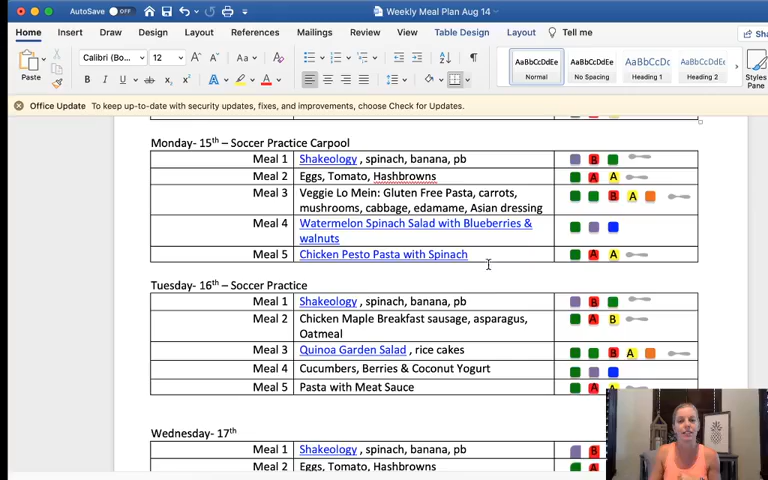 AutoSave OFF Weekly Meal Plan Aug 14
Home Insert Draw Design Layout References Mailings Review View Table Design Layout Tell me Sha
Paste Calibri (Bo... 12 A A Aa A
AaBbCcDdEe AaBbCcDdEe AaBbCcDc AaBbCcDdEe
B I U ab x x A A
Normal No Spacing Heading 1 Heading 2 Styles Pane
Office Update To keep up-to-date with security updates, fixes, and improvements, choose Check for Updates.
Monday- 15th – Soccer Practice Carpool
Meal 1 Shakeology , spinach, banana, pb B
Meal 2 Eggs, Tomato, Hashbrowns A A
Meal 3 Veggie Lo Mein: Gluten Free Pasta, carrots, B A
mushrooms, cabbage, edamame, Asian dressing
Meal 4 Watermelon Spinach Salad with Blueberries &
walnuts
Meal 5 Chicken Pesto Pasta with Spinach A A
Tuesday- 16th – Soccer Practice
Meal 1 Shakeology , spinach, banana, pb B
Meal 2 Chicken Maple Breakfast sausage, asparagus, A B
Oatmeal
Meal 3 Quinoa Garden Salad , rice cakes B A
Meal 4 Cucumbers, Berries & Coconut Yogurt
Meal 5 Pasta with Meat Sauce A A
Wednesday- 17th
Meal 1 Shakeology , spinach, banana, pb B
Meal 2 Eggs, Tomato, Hashbrowns A